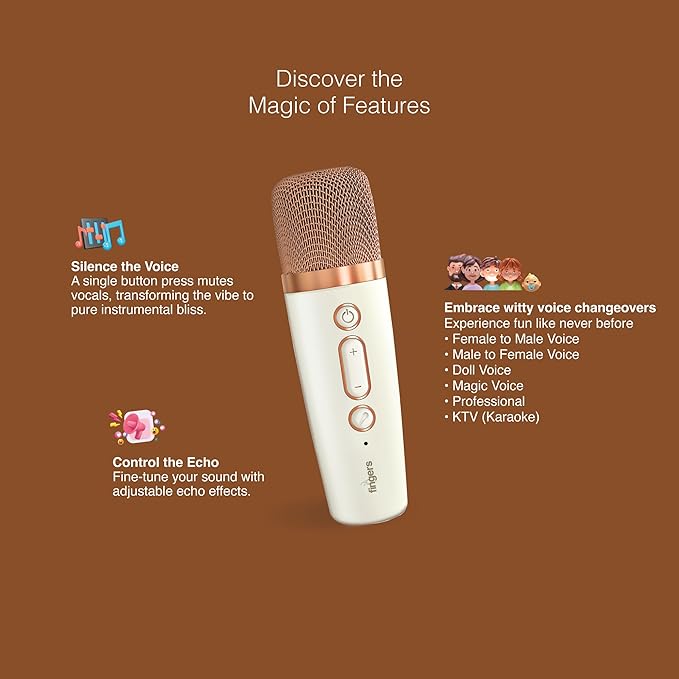 Discover the
Magic of Features
Silence the Voice
A single button press mutes
vocals, transforming the vibe to
pure instrumental bliss.
Embrace witty voice changeovers
Experience fun like never before
• Female to Male Voice
• Male to Female Voice
• Doll Voice
• Magic Voice
• Professional
• KTV (Karaoke)
Control the Echo
Fine-tune your sound with
adjustable echo effects.
+
−
fingers